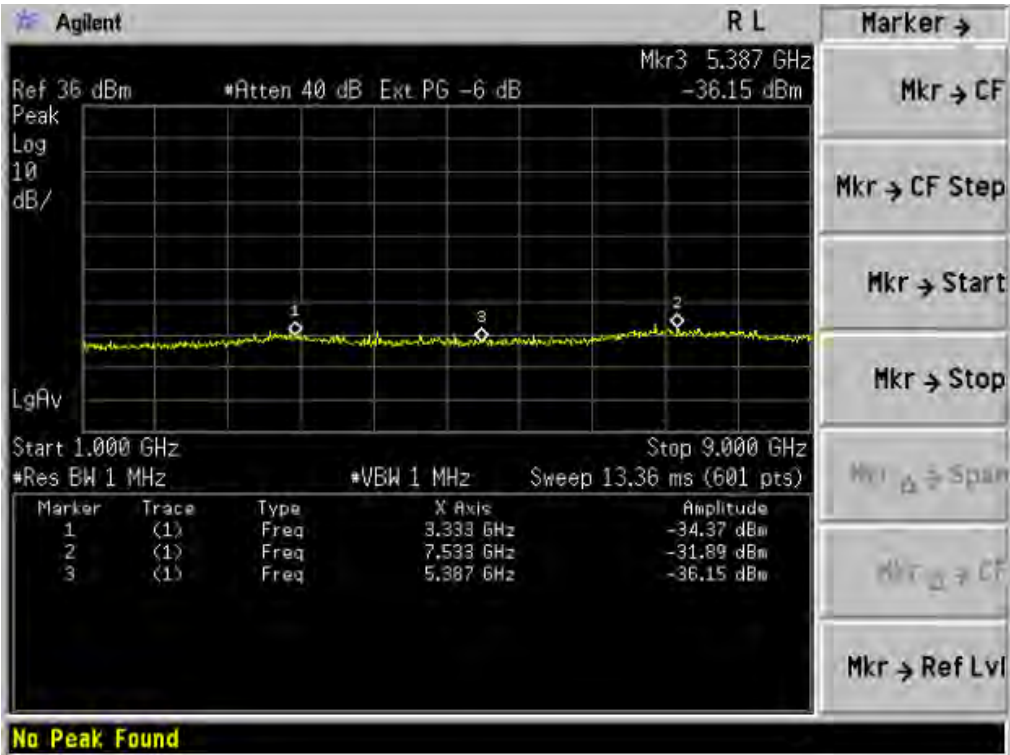 Agilent R L
Mkr3 5.387 GHz
Ref 36 dBm #Atten 40 dB Ext PG -6 dB -36.15 dBm
Peak
Log
10
dB/
1
3
2
LgAv
Start 1.000 GHz Stop 9.000 GHz
#Res BW 1 MHz #VBW 1 MHz Sweep 13.36 ms (601 pts)
Marker Trace Type X Axis Amplitude
1 (1) Freq 3.333 GHz -34.37 dBm
2 (1) Freq 7.533 GHz -31.89 dBm
3 (1) Freq 5.387 GHz -36.15 dBm
No Peak Found
Marker →
Mkr → CF
Mkr → CF Step
Mkr → Start
Mkr → Stop
Mkr Δ → Span
Mkr Δ → CF
Mkr → Ref Lvl